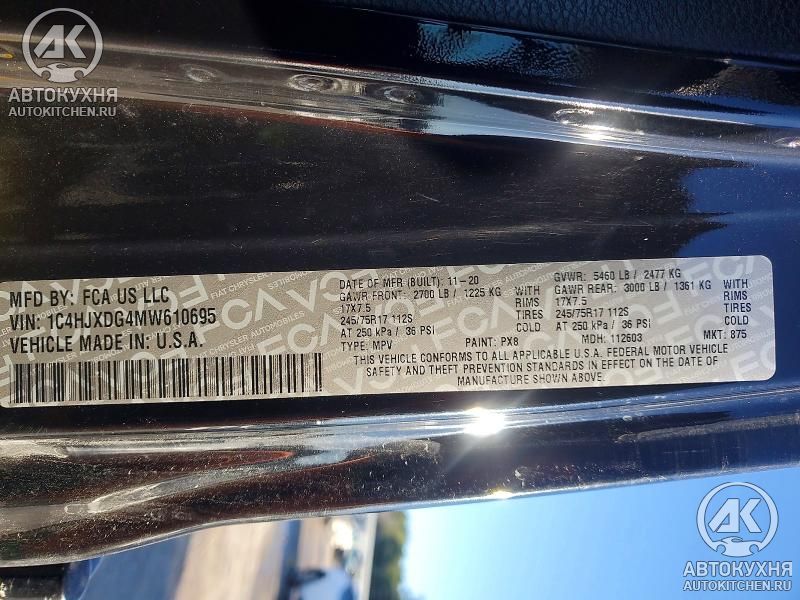 AK
АВТОКУХНЯ
AUTOKITCHEN.RU
MFD BY: FCA US LLC
VIN: 1C4HJXDG4MW610695
VEHICLE MADE IN: U.S.A.
DATE OF MFR (BUILT): 11-20
GAWR FRONT: 2700 LB / 1225 KG WITH
17X7.5 RIMS
245/75R17 112S TIRES
AT 250 kPa / 36 PSI
TYPE: MPV PAINT: PX8
GVWR: 5460 LB / 2477 KG
GAWR REAR: 3000 LB / 1361 KG WITH
17X7.5 RIMS
245/75R17 112S TIRES
AT 250 kPa / 36 PSI
MDH: 112603 MKT: 875
THIS VEHICLE CONFORMS TO ALL APPLICABLE U.S.A. FEDERAL MOTOR VEHICLE
SAFETY AND THEFT PREVENTION STANDARDS IN EFFECT ON THE DATE OF
MANUFACTURE SHOWN ABOVE.
AK
АВТОКУХНЯ
AUTOKITCHEN.RU